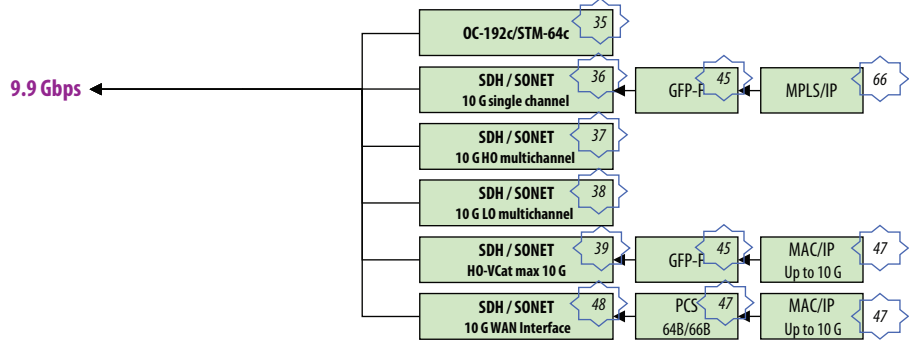 OC-192c/STM-64c
35
9.9 Gbps
SDH / SONET
10 G single channel
36
GFP-F
45
MPLS/IP
66
SDH / SONET
10 G HO multichannel
37
SDH / SONET
10 G LO multichannel
38
SDH / SONET
HO-VCat max 10 G
39
GFP-F
45
MAC/IP
Up to 10 G
47
SDH / SONET
10 G WAN Interface
48
PCS
64B/66B
47
MAC/IP
Up to 10 G
47